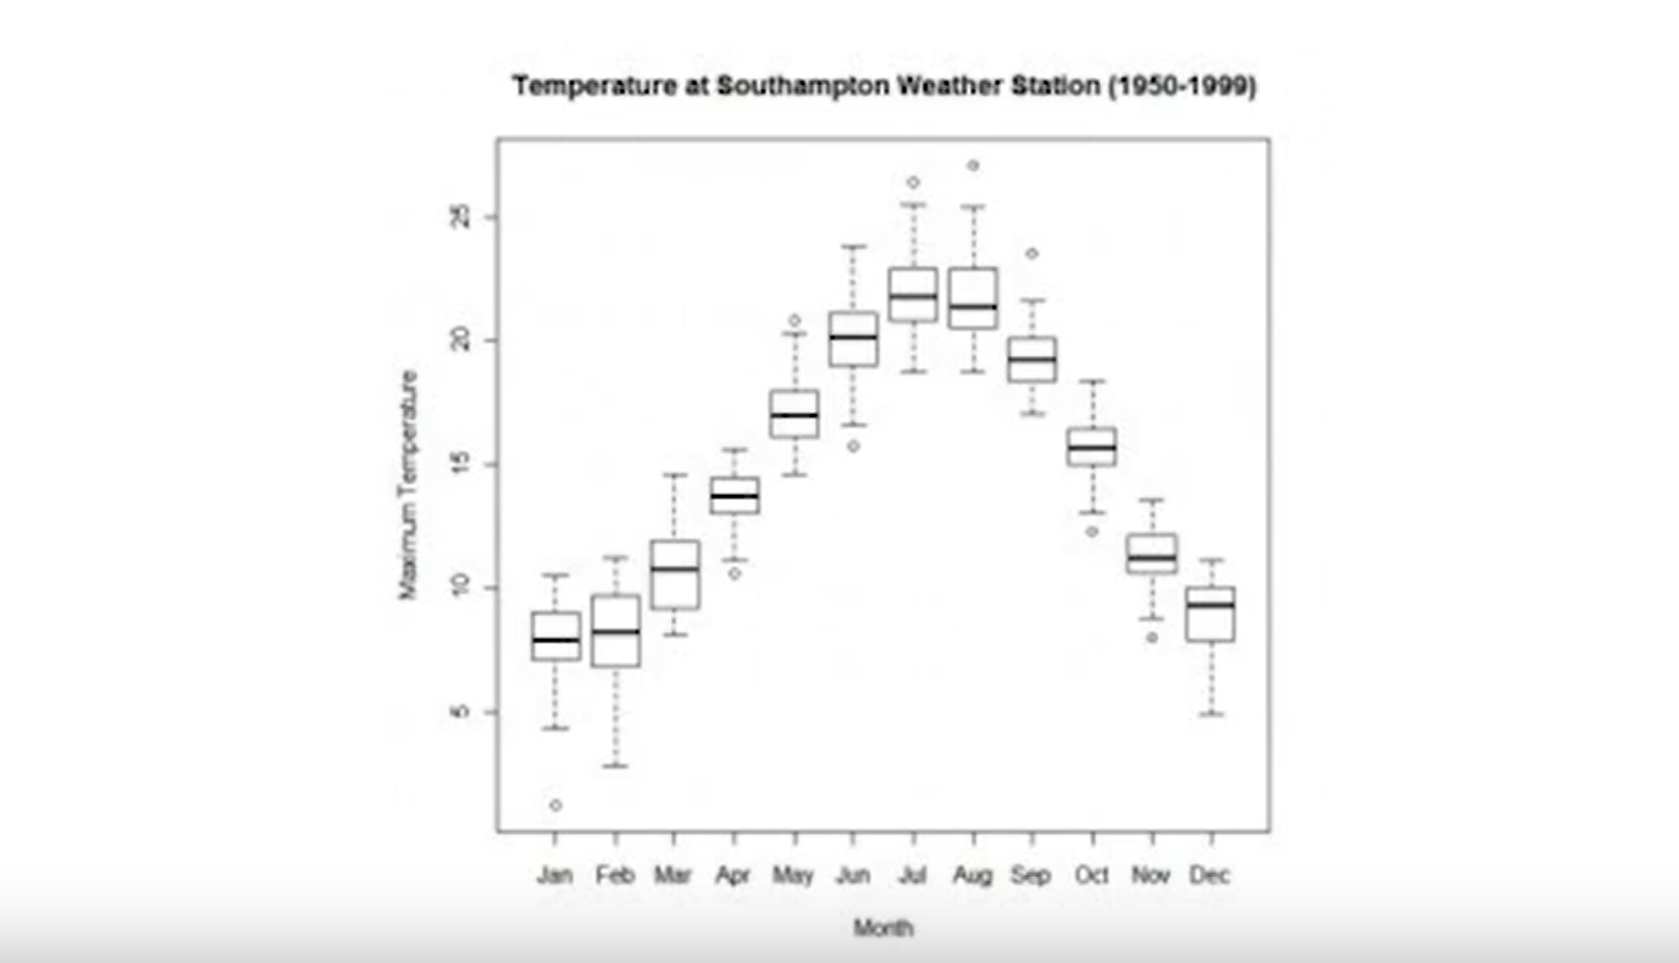 Temperature at Southampton Weather Station (1950-1999)
Maximum Temperature
25
20
15
10
5
Jan Feb Mar Apr May Jun Jul Aug Sep Oct Nov Dec
Month